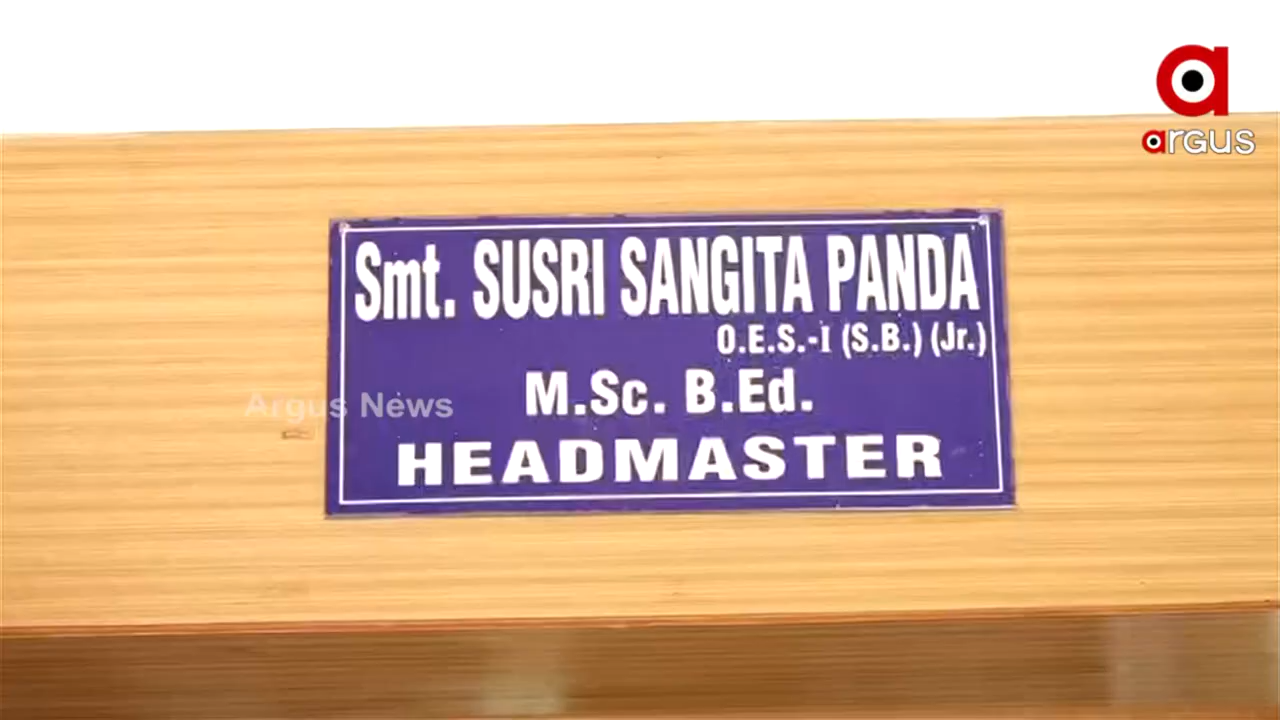 argus
Smt. SUSRI SANGITA PANDA
O.E.S.-I (S.B.) (Jr.)
M.Sc. B.Ed.
HEADMASTER
Argus News